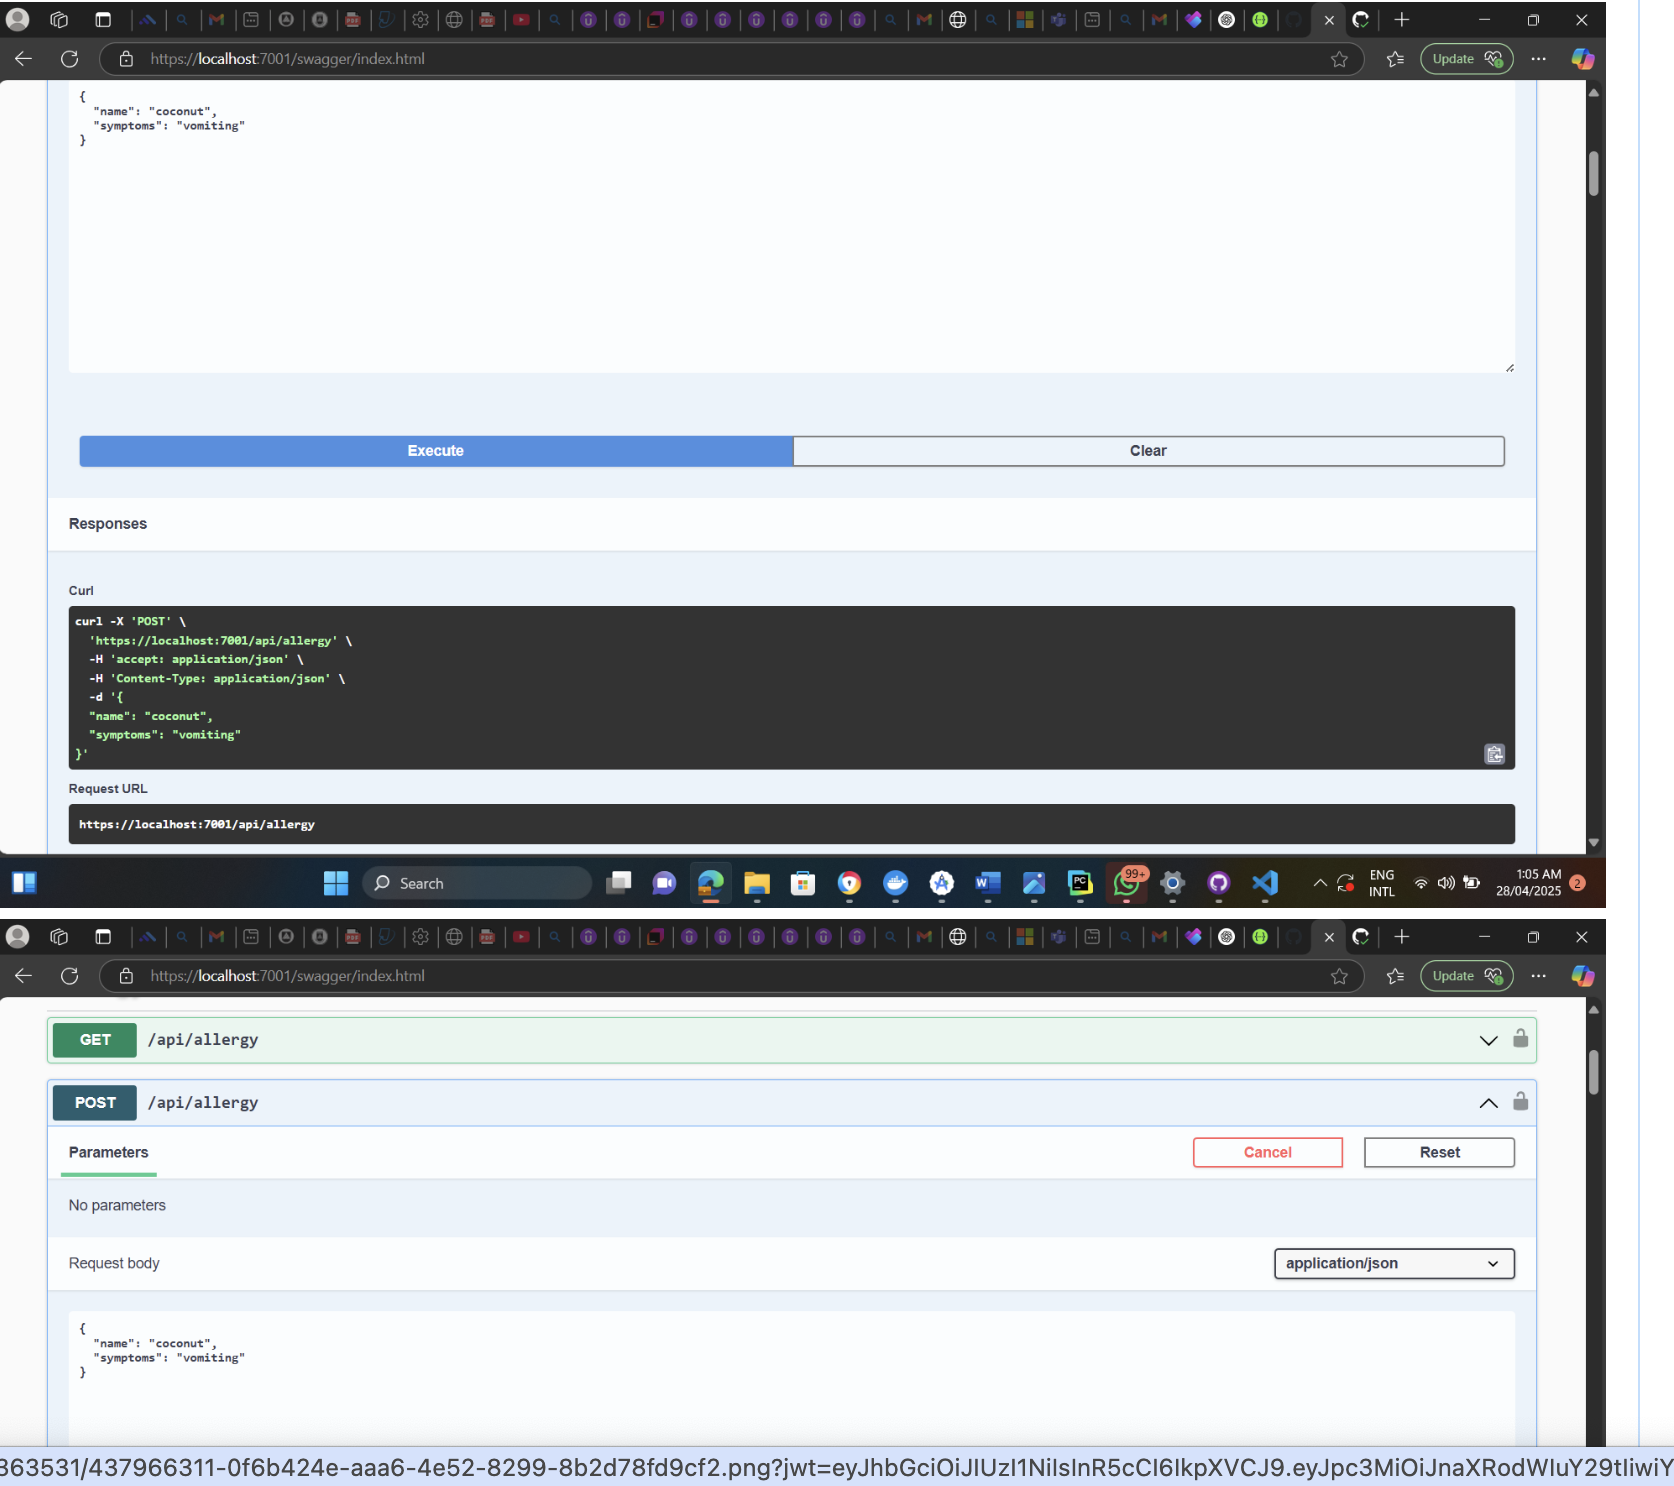 https://localhost:7001/swagger/index.html
Update
{
"name": "coconut",
"symptoms": "vomiting"
}
Execute
Clear
Responses
Curl
curl -X 'POST' \
'https://localhost:7001/api/allergy' \
-H 'accept: application/json' \
-H 'Content-Type: application/json' \
-d '{
"name": "coconut",
"symptoms": "vomiting"
}'
Request URL
https://localhost:7001/api/allergy
Search
99+
ENG
INTL
1:05 AM
28/04/2025
2
https://localhost:7001/swagger/index.html
Update
GET /api/allergy
POST /api/allergy
Parameters
Cancel
Reset
No parameters
Request body
application/json
{
"name": "coconut",
"symptoms": "vomiting"
}
363531/437966311-0f6b424e-aaa6-4e52-8299-8b2d78fd9cf2.png?jwt=eyJhbGciOiJIUzI1NiIsInR5cCI6IkpXVCJ9.eyJpc3MiOiJnaXRodWIuY29tIiwiY